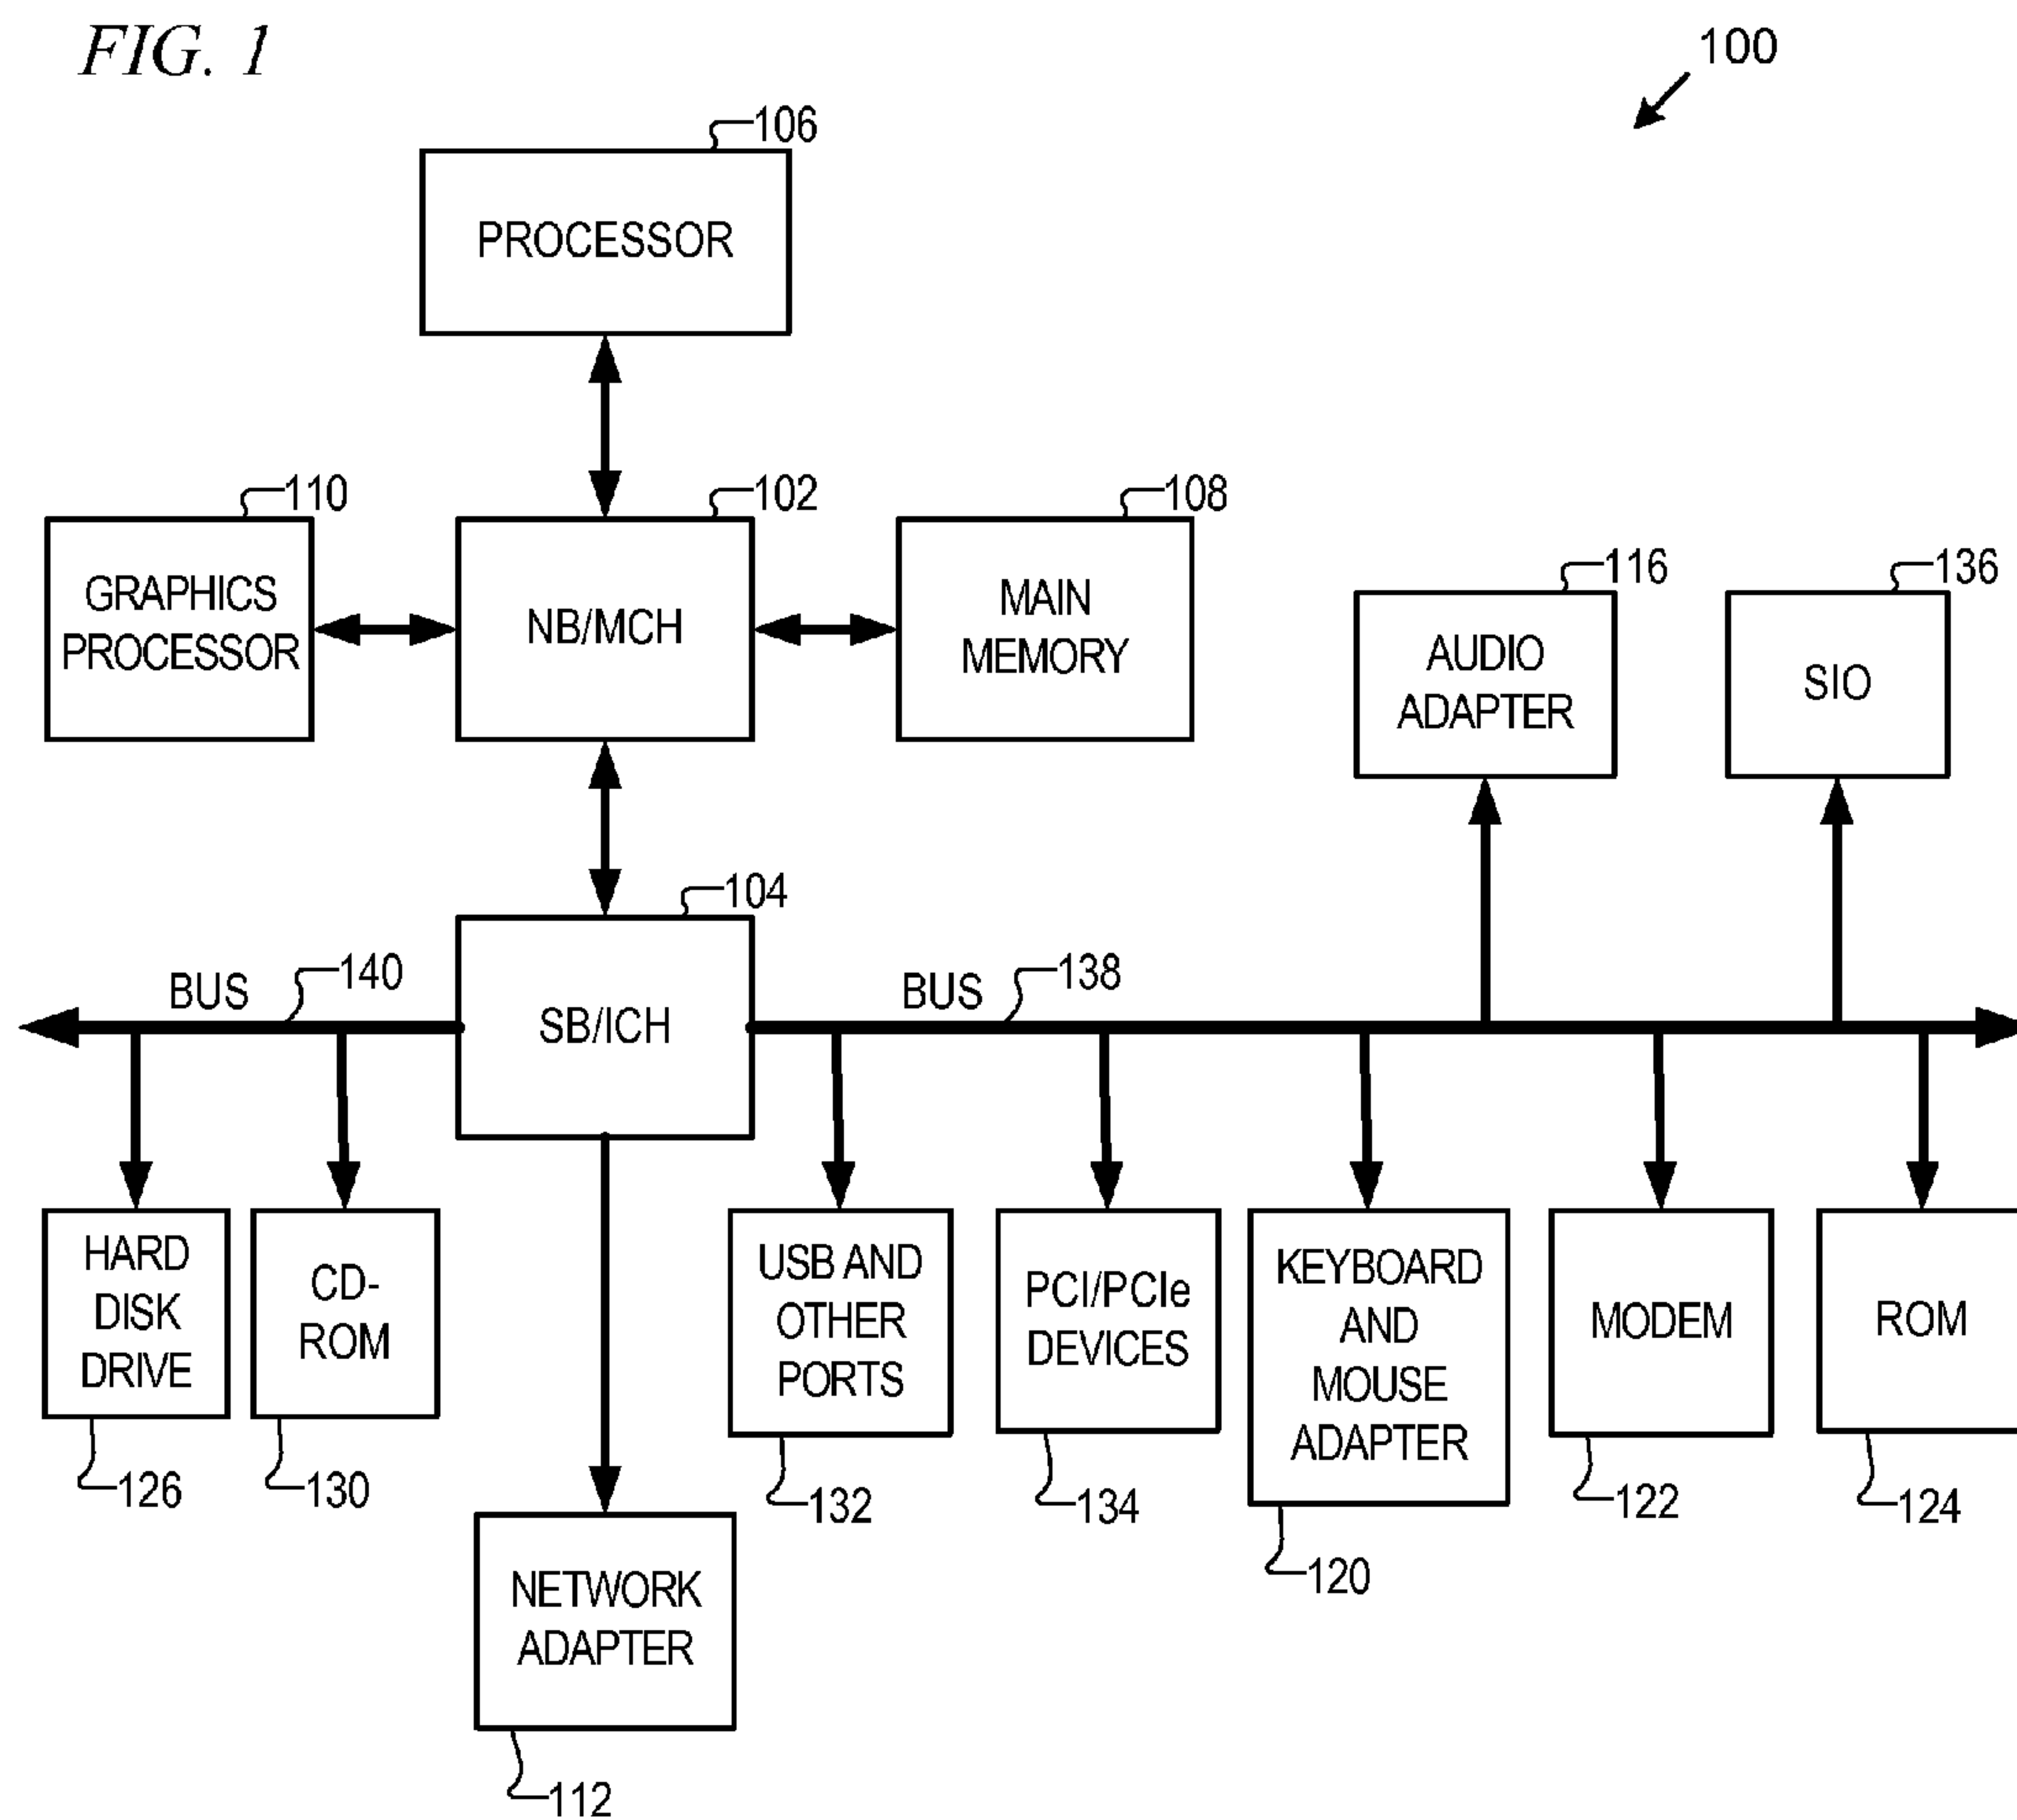 FIG. 1
100
106
PROCESSOR
110
102
108
GRAPHICS
PROCESSOR
NB/MCH
MAIN
MEMORY
116
136
AUDIO
ADAPTER
SIO
104
BUS
140
SB/ICH
BUS
138
HARD
DISK
DRIVE
CD-
ROM
USB AND
OTHER
PORTS
PCI/PCIe
DEVICES
KEYBOARD
AND
MOUSE
ADAPTER
MODEM
ROM
126
130
132
134
120
122
124
NETWORK
ADAPTER
112